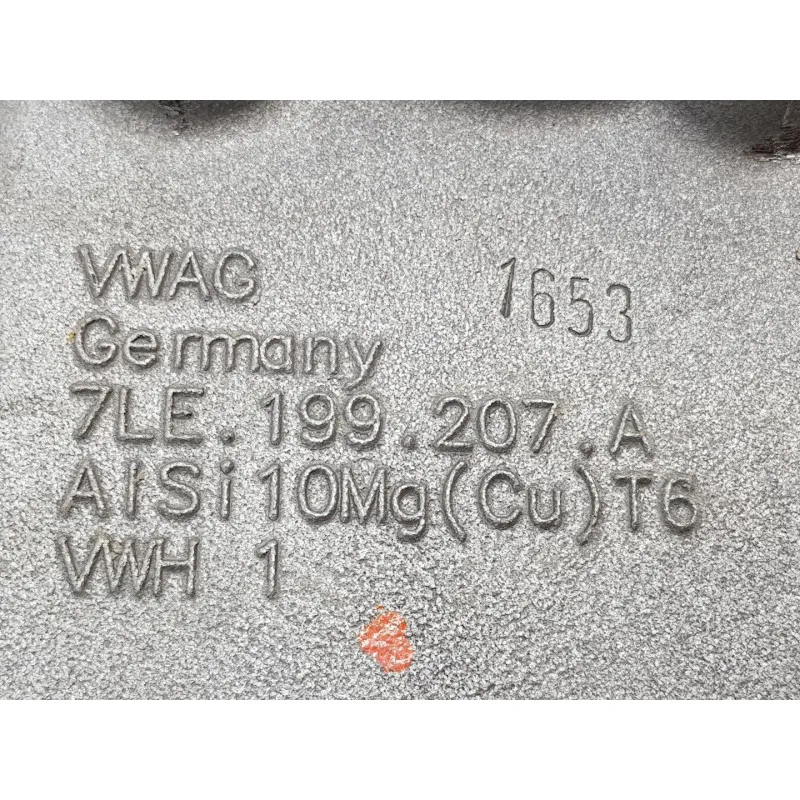 VWAG
1653
Germany
7LE.199.207.A
AlSi10Mg(Cu)T6
VWH 1